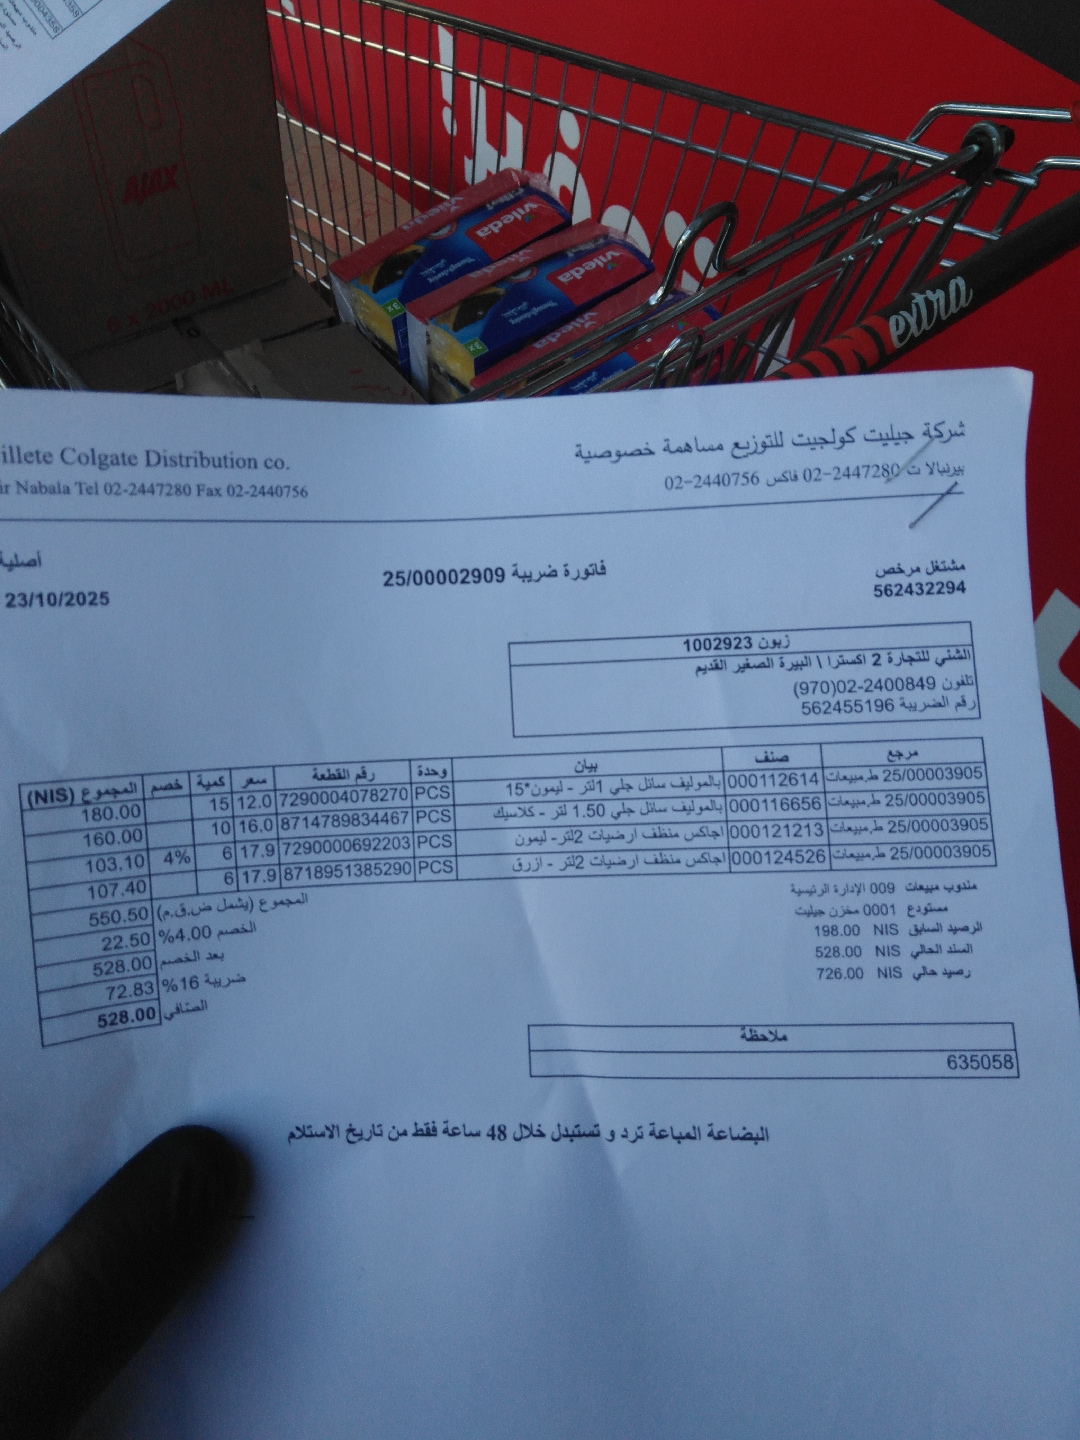 AJAX
6 x 2000 ML
vileda
vileda
3x
3x
extra
شركة جيليت كولجيت للتوزيع مساهمة خصوصية
illete Colgate Distribution co.
بيرنبالا ت 02-2447280 فاكس 02-2440756
ir Nabala Tel 02-2447280 Fax 02-2440756
مشتغل مرخص
562432294
فاتورة ضريبة 25/00002909
أصلية
23/10/2025
زبون 1002923
الشني للتجارة 2 اكسترا \ البيرة الصغير القديم
تلفون 02-2400849(970)
رقم الضريبة 562455196
مرجع صنف بيان وحدة رقم القطعة سعر كمية خصم المجموع (NIS)
25/00003905 ط.مبيعات 000112614 بالموليف سائل جلي 1لتر - ليمون*15 PCS 7290004078270 12.0 15 180.00
25/00003905 ط.مبيعات 000116656 بالموليف سائل جلي 1.50 لتر - كلاسيك PCS 8714789834467 16.0 10 160.00
25/00003905 ط.مبيعات 000121213 اجاكس منظف ارضيات 2لتر- ليمون PCS 7290000692203 17.9 6 4% 103.10
25/00003905 ط.مبيعات 000124526 اجاكس منظف ارضيات 2لتر - ازرق PCS 8718951385290 17.9 6 107.40
مندوب مبيعات 009 الإدارة الرئيسية
مستودع 0001 مخزن جيليت
الرصيد السابق NIS 198.00
السند الحالي NIS 528.00
رصيد حالي NIS 726.00
المجموع (يشمل ض.ق.م) 550.50
الخصم 4.00% 22.50
بعد الخصم 528.00
ضريبة 16% 72.83
الصافي 528.00
ملاحظة
635058
البضاعة المباعة ترد و تستبدل خلال 48 ساعة فقط من تاريخ الاستلام